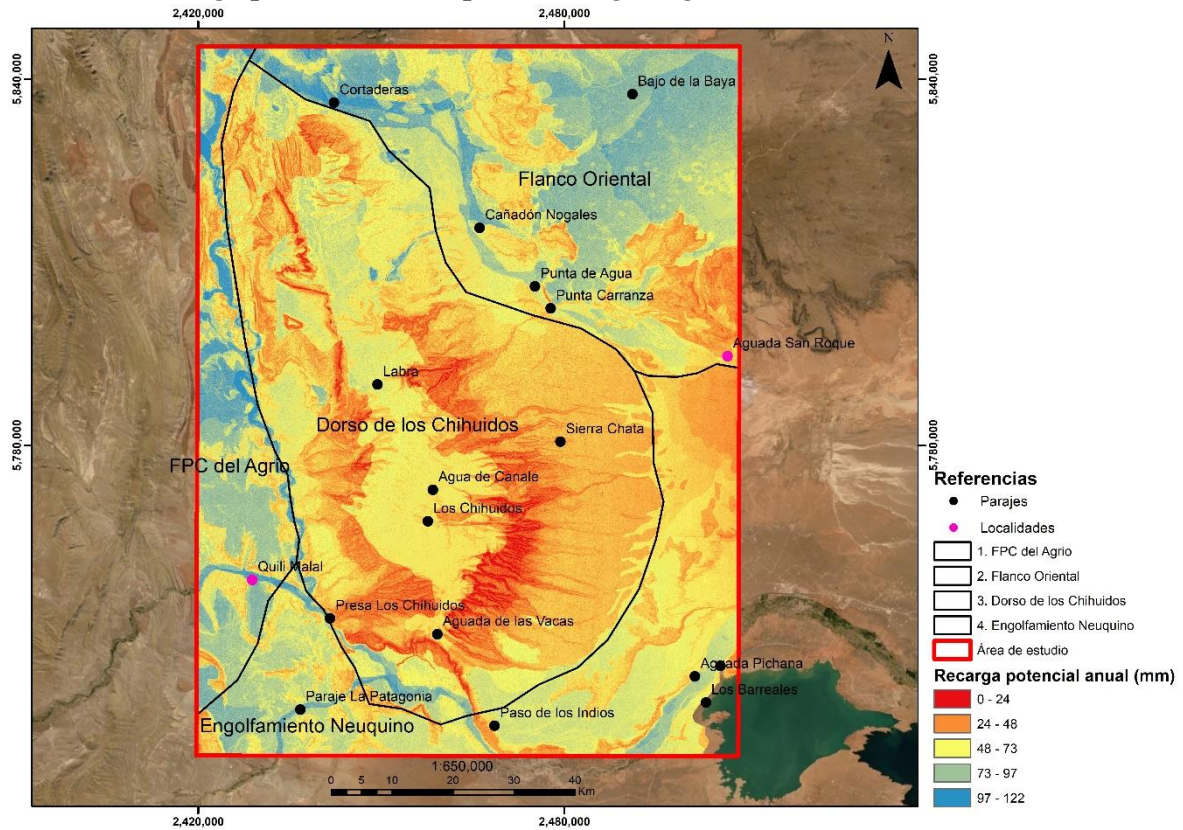 2,420,000 2,480,000
N
5,840,000 5,840,000
Cortaderas
Bajo de la Baya
Flanco Oriental
Cañadón Nogales
Punta de Agua
Punta Carranza
Aguada San Roque
Labra
Dorso de los Chihuidos
Sierra Chata
5,780,000 5,780,000
FPC del Agrio
Agua de Canale
Los Chihuidos
Quili Malal
Presa Los Chihuidos
Aguada de las Vacas
Aguada Pichana
Los Barreales
Paraje La Patagonia
Engolfamiento Neuquino
Paso de los Indios
1:650,000
0 5 10 20 30 40
Km
2,420,000 2,480,000
Referencias
Parajes
Localidades
1. FPC del Agrio
2. Flanco Oriental
3. Dorso de los Chihuidos
4. Engolfamiento Neuquino
Área de estudio
Recarga potencial anual (mm)
0 - 24
24 - 48
48 - 73
73 - 97
97 - 122